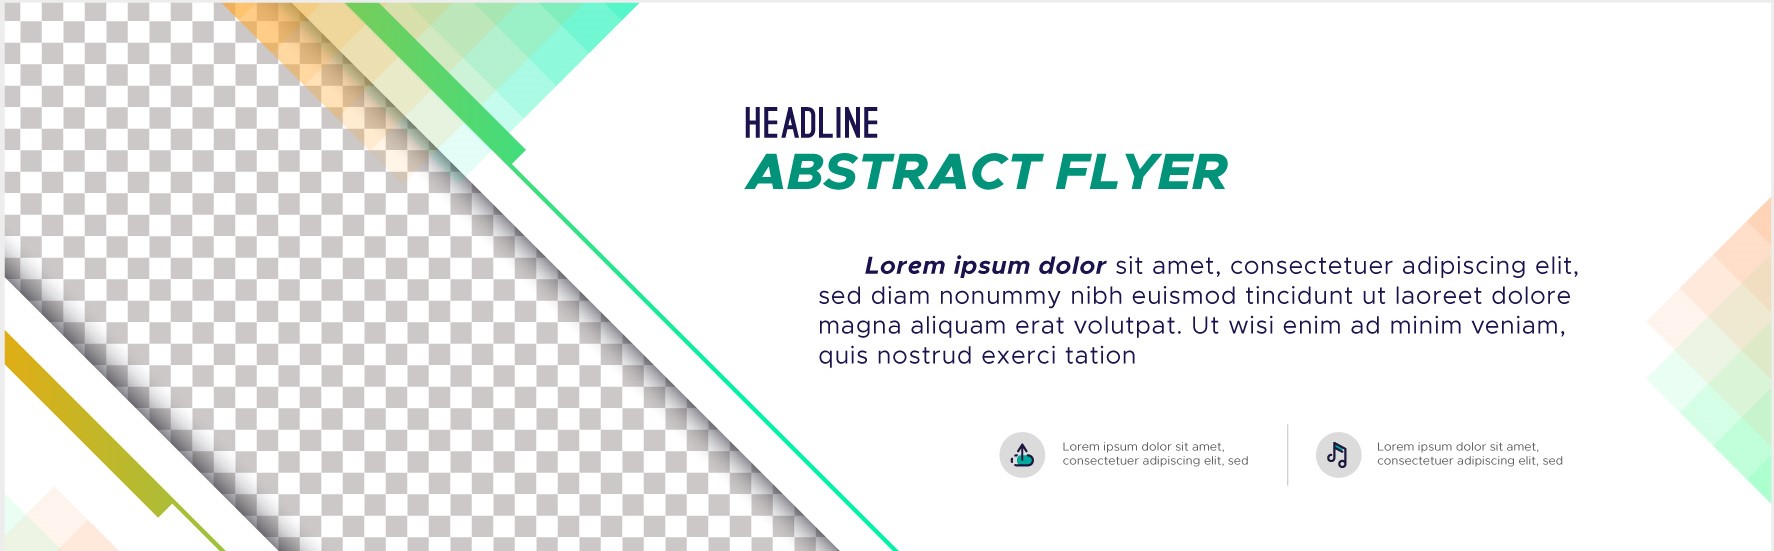 HEADLINE
ABSTRACT FLYER
Lorem ipsum dolor sit amet, consectetuer adipiscing elit,
sed diam nonummy nibh euismod tincidunt ut laoreet dolore
magna aliquam erat volutpat. Ut wisi enim ad minim veniam,
quis nostrud exerci tation
Lorem ipsum dolor sit amet,
consectetuer adipiscing elit, sed
Lorem ipsum dolor sit amet,
consectetuer adipiscing elit, sed